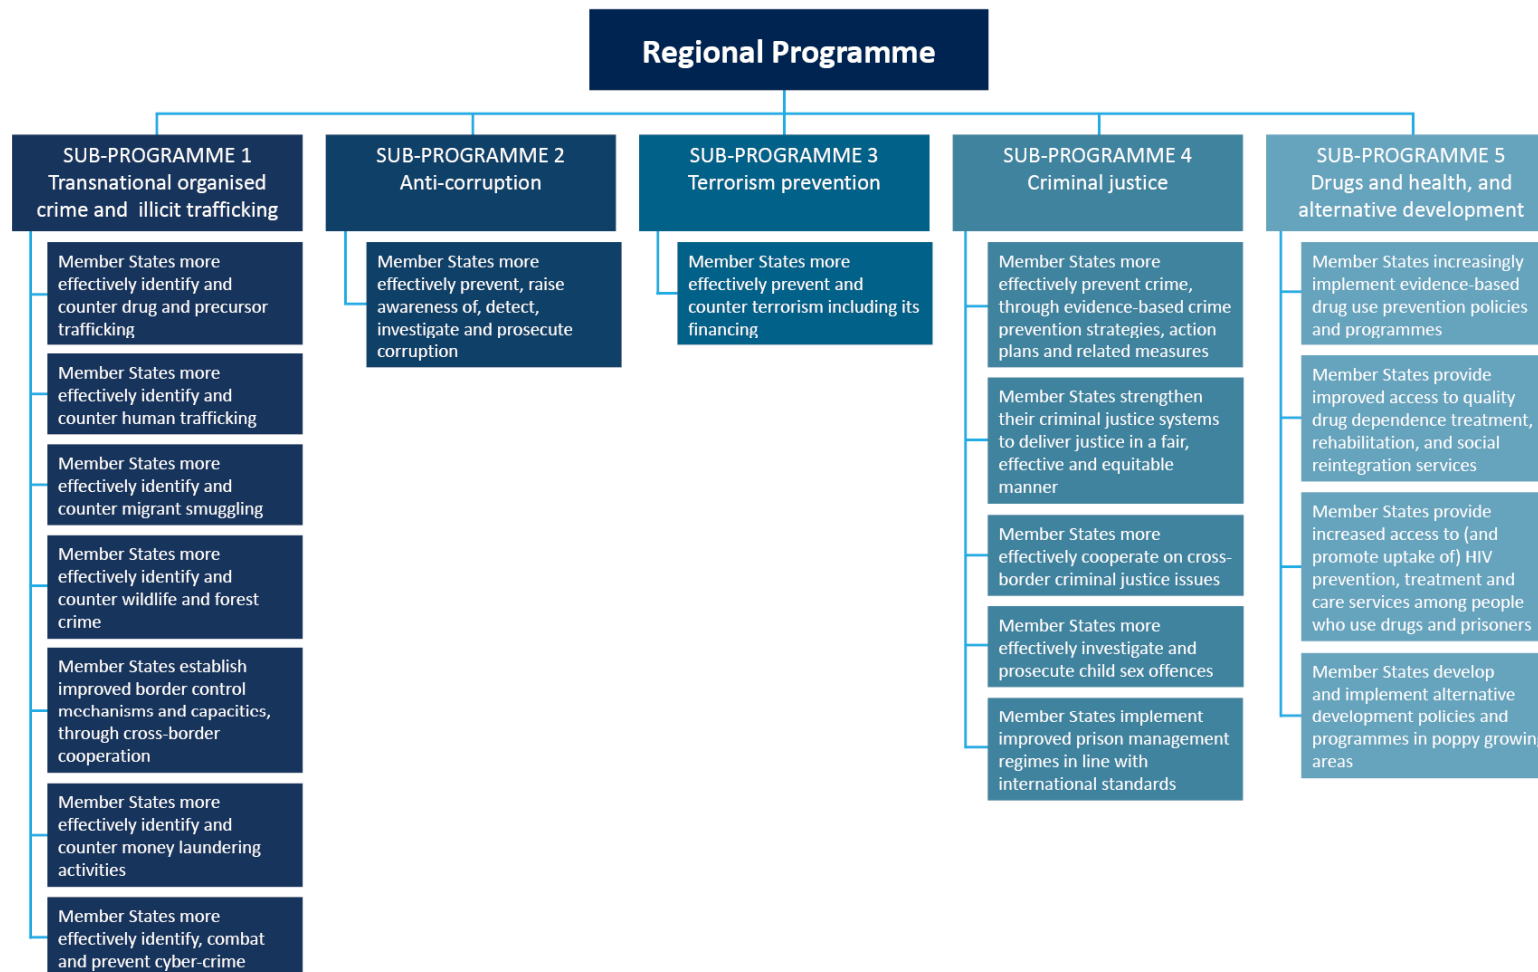 Regional Programme
SUB-PROGRAMME 1
Transnational organised
crime and illicit trafficking
Member States more
effectively identify and
counter drug and precursor
trafficking
Member States more
effectively identify and
counter human trafficking
Member States more
effectively identify and
counter migrant smuggling
Member States more
effectively identify and
counter wildlife and forest
crime
Member States establish
improved border control
mechanisms and capacities,
through cross-border
cooperation
Member States more
effectively identify and
counter money laundering
activities
Member States more
effectively identify, combat
and prevent cyber-crime
SUB-PROGRAMME 2
Anti-corruption
Member States more
effectively prevent, raise
awareness of, detect,
investigate and prosecute
corruption
SUB-PROGRAMME 3
Terrorism prevention
Member States more
effectively prevent and
counter terrorism including its
financing
SUB-PROGRAMME 4
Criminal justice
Member States more
effectively prevent crime,
through evidence-based crime
prevention strategies, action
plans and related measures
Member States strengthen
their criminal justice systems
to deliver justice in a fair,
effective and equitable
manner
Member States more
effectively cooperate on cross-
border criminal justice issues
Member States more
effectively investigate and
prosecute child sex offences
Member States implement
improved prison management
regimes in line with
international standards
SUB-PROGRAMME 5
Drugs and health, and
alternative development
Member States increasingly
implement evidence-based
drug use prevention policies
and programmes
Member States provide
improved access to quality
drug dependence treatment,
rehabilitation, and social
reintegration services
Member States provide
increased access to (and
promote uptake of) HIV
prevention, treatment and
care services among people
who use drugs and prisoners
Member States develop
and implement alternative
development policies and
programmes in poppy growing
areas